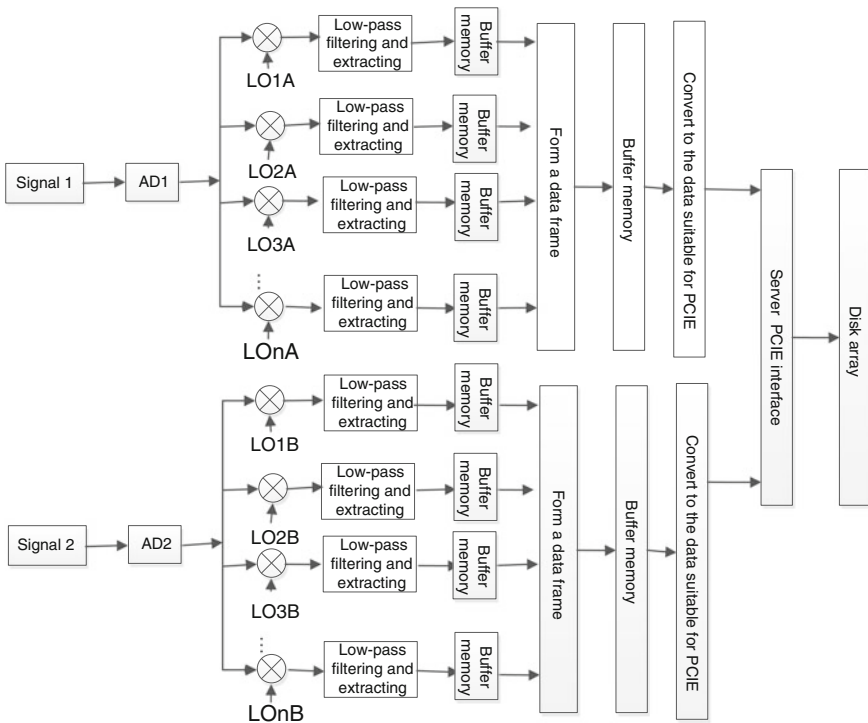 Signal 1
AD1
LO1A
Low-pass
filtering and
extracting
Buffer
memory
LO2A
Low-pass
filtering and
extracting
Buffer
memory
LO3A
Low-pass
filtering and
extracting
Buffer
memory
...
LOnA
Low-pass
filtering and
extracting
Buffer
memory
Form a data frame
Buffer memory
Convert to the data suitable for PCIE
Signal 2
AD2
LO1B
Low-pass
filtering and
extracting
Buffer
memory
LO2B
Low-pass
filtering and
extracting
Buffer
memory
LO3B
Low-pass
filtering and
extracting
Buffer
memory
...
LOnB
Low-pass
filtering and
extracting
Buffer
memory
Form a data frame
Buffer memory
Convert to the data suitable for PCIE
Server PCIE interface
Disk array